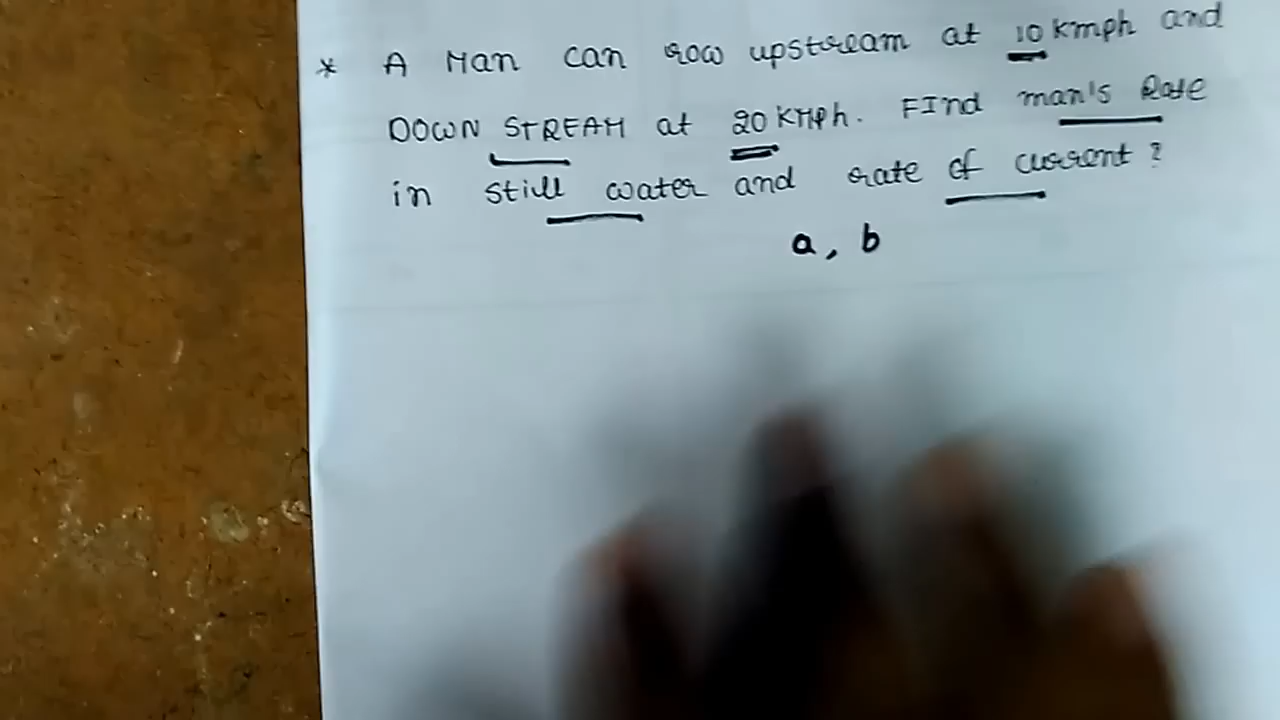 * A Man can row upstream at 10 kmph and
DOWN STREAM at 20 KMPh. FInd man's Rate
in still water and rate of current?
a, b